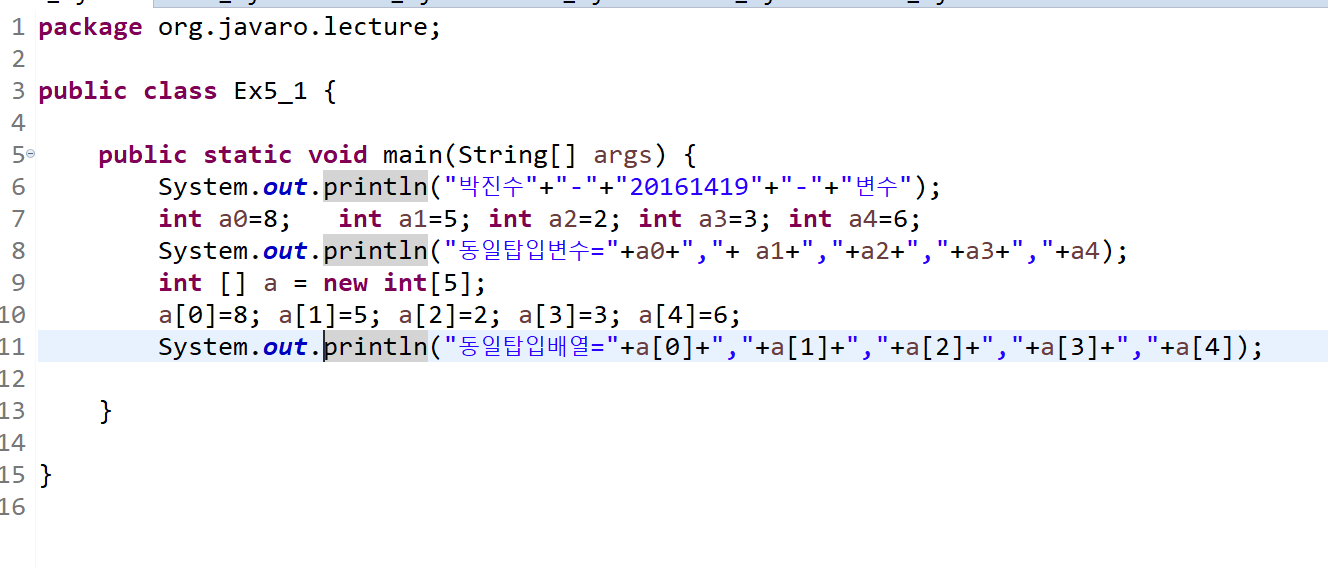 1 package org.javaro.lecture;
2
3 public class Ex5_1 {
4
5 public static void main(String[] args) {
6 System.out.println("박진수"+"-"+"20161419"+"-"+"변수");
7 int a0=8;   int a1=5; int a2=2; int a3=3; int a4=6;
8 System.out.println("동일탑입변수="+a0+","+ a1+","+a2+","+a3+","+a4);
9 int [] a = new int[5];
10 a[0]=8; a[1]=5; a[2]=2; a[3]=3; a[4]=6;
11 System.out.println("동일탑입배열="+a[0]+","+a[1]+","+a[2]+","+a[3]+","+a[4]);
12
13 }
14
15 }
16